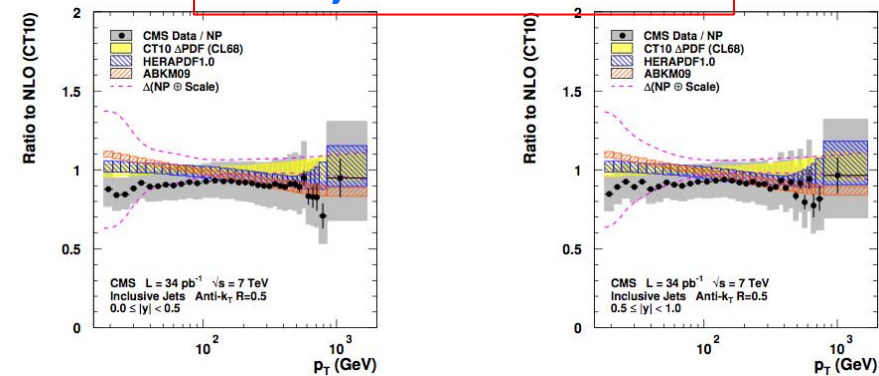 2
1.5
1
0.5
0
Ratio to NLO (CT10)
CMS Data / NP
CT10 ΔPDF (CL68)
HERAPDF1.0
ABKM09
Δ(NP ⊕ Scale)
CMS L = 34 pb⁻¹ √s = 7 TeV
Inclusive Jets Anti-k_T R=0.5
0.0 ≤ |y| < 0.5
10²
10³
p_T (GeV)
2
1.5
1
0.5
0
Ratio to NLO (CT10)
CMS Data / NP
CT10 ΔPDF (CL68)
HERAPDF1.0
ABKM09
Δ(NP ⊕ Scale)
CMS L = 34 pb⁻¹ √s = 7 TeV
Inclusive Jets Anti-k_T R=0.5
0.5 ≤ |y| < 1.0
10²
10³
p_T (GeV)